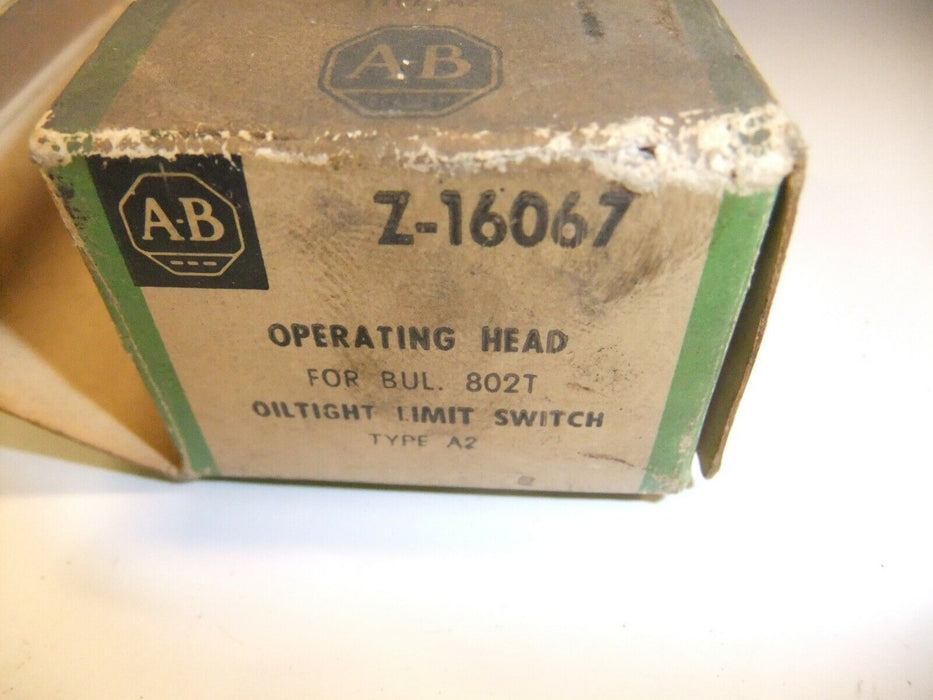 A-B
A-B
Z-16067
OPERATING HEAD
FOR BUL. 802T
OILTIGHT LIMIT SWITCH
TYPE A2